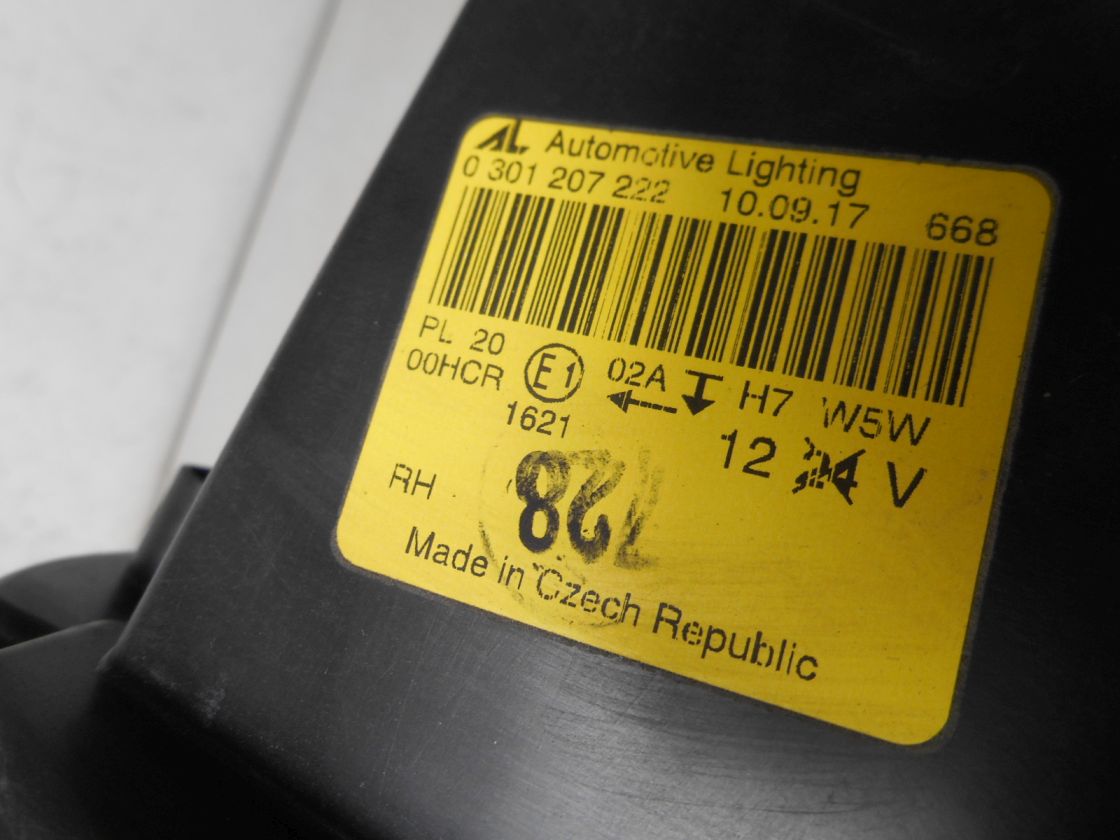 AL Automotive Lighting
0 301 207 222 10.09.17 668
PL 20
00HCR E1 02A H7 W5W
1621
12 24 V
RH
128
Made in Czech Republic